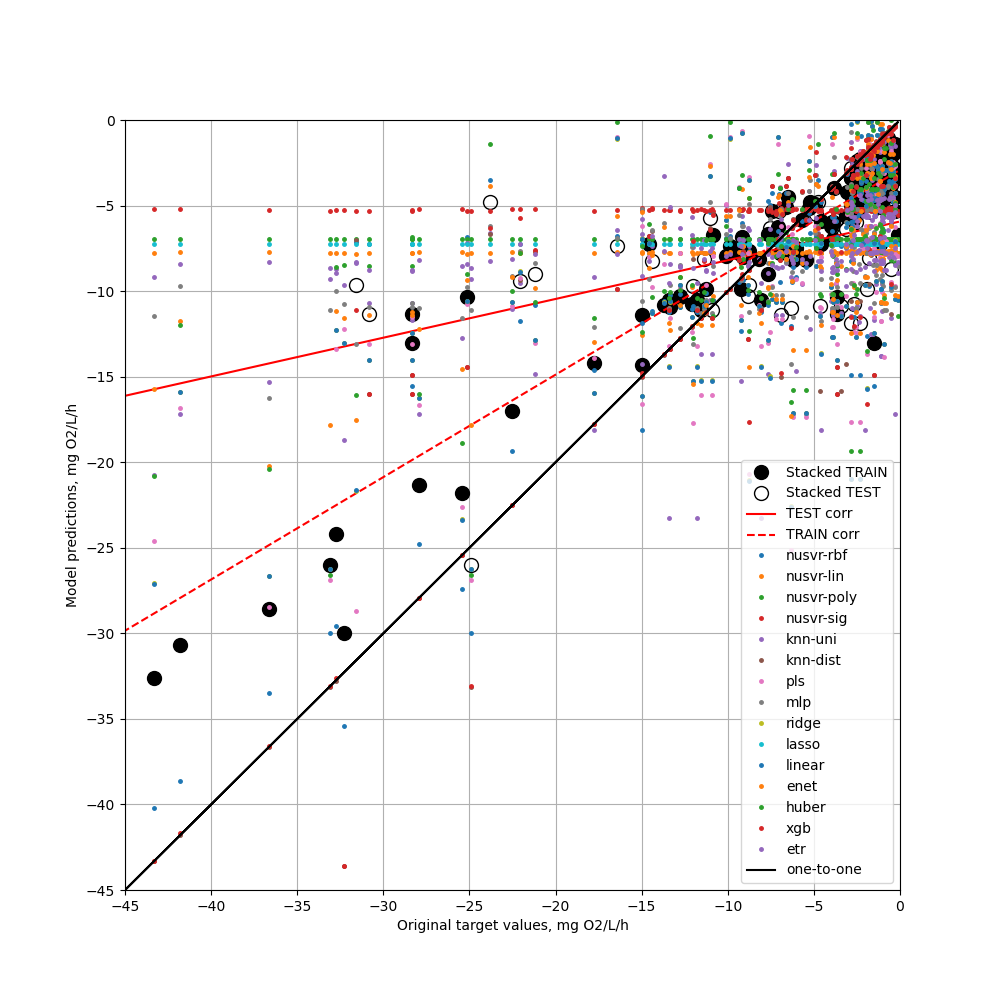 0
−5
−10
−15
−20
−25
−30
−35
−40
−45
Model predictions, mg O2/L/h
Stacked TRAIN
Stacked TEST
TEST corr
TRAIN corr
nusvr-rbf
nusvr-lin
nusvr-poly
nusvr-sig
knn-uni
knn-dist
pls
mlp
ridge
lasso
linear
enet
huber
xgb
etr
one-to-one
−45 −40 −35 −30 −25 −20 −15 −10 −5 0
Original target values, mg O2/L/h